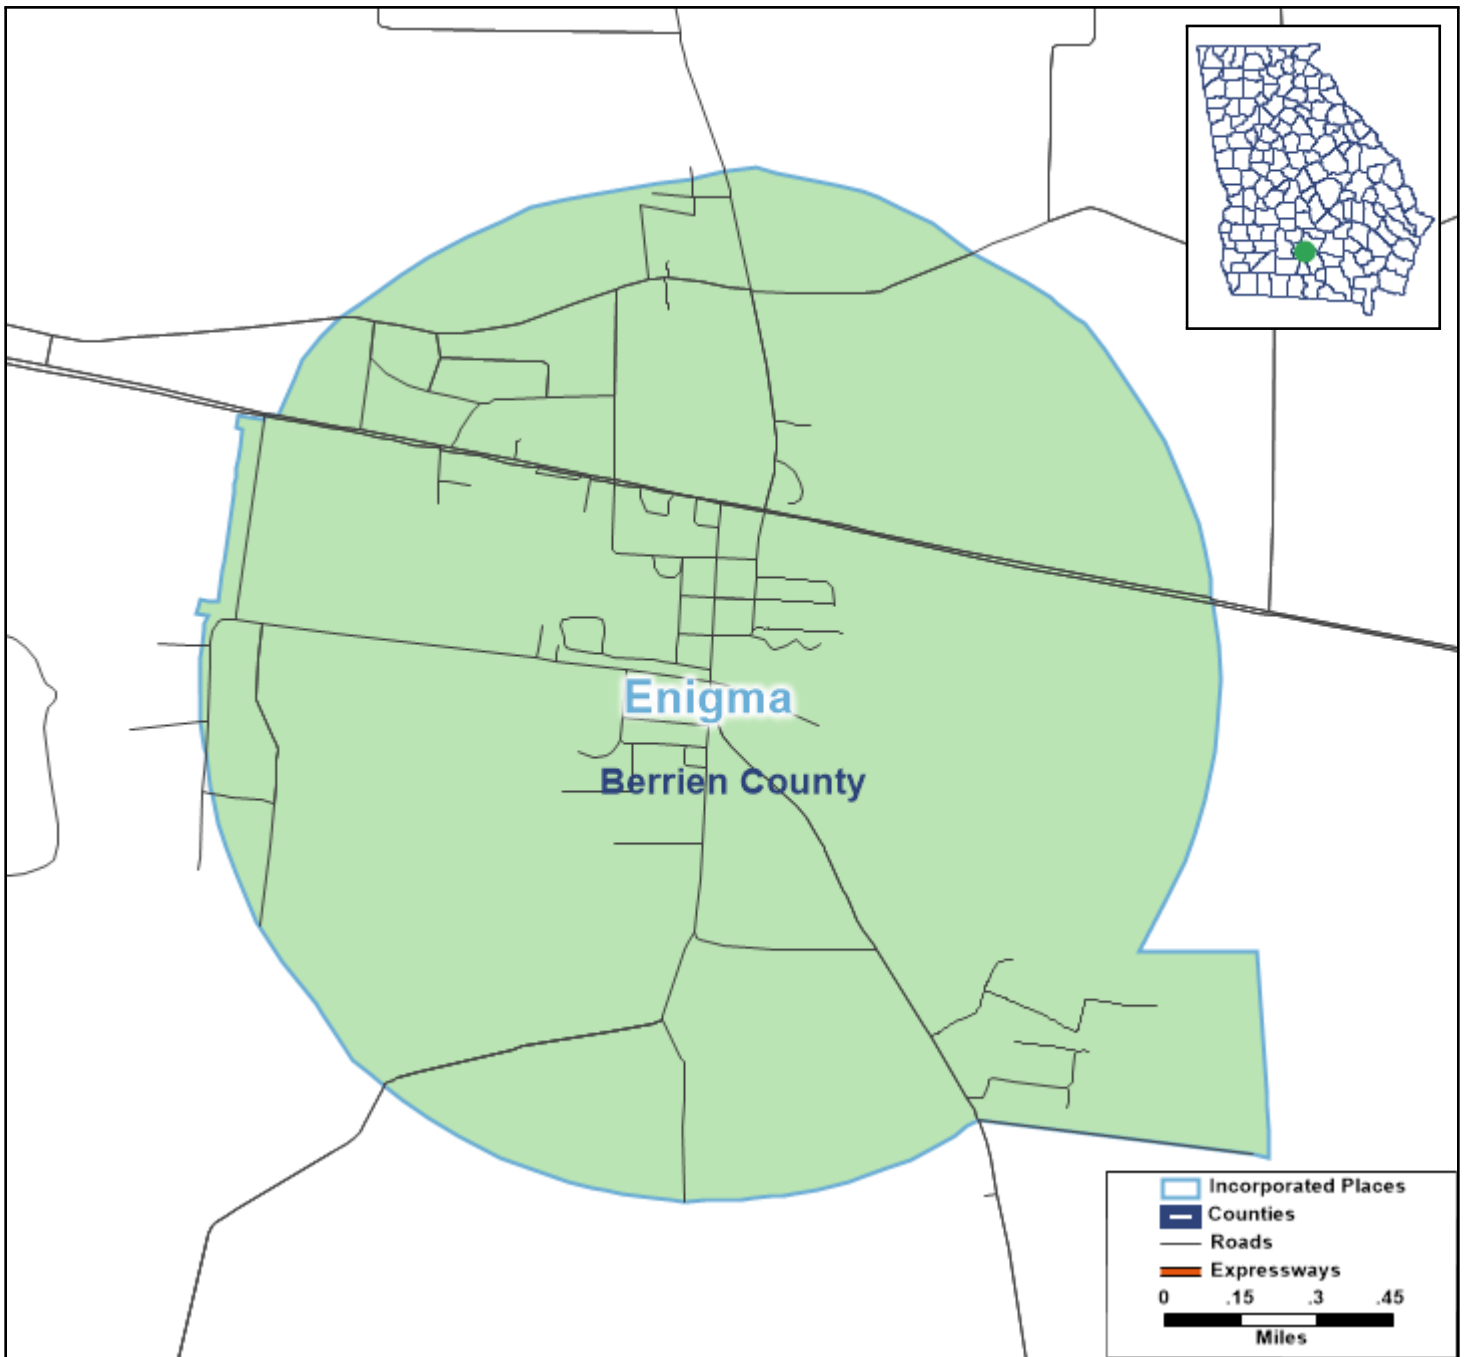 Enigma
Berrien County
Incorporated Places
Counties
Roads
Expressways
0 .15 .3 .45
Miles